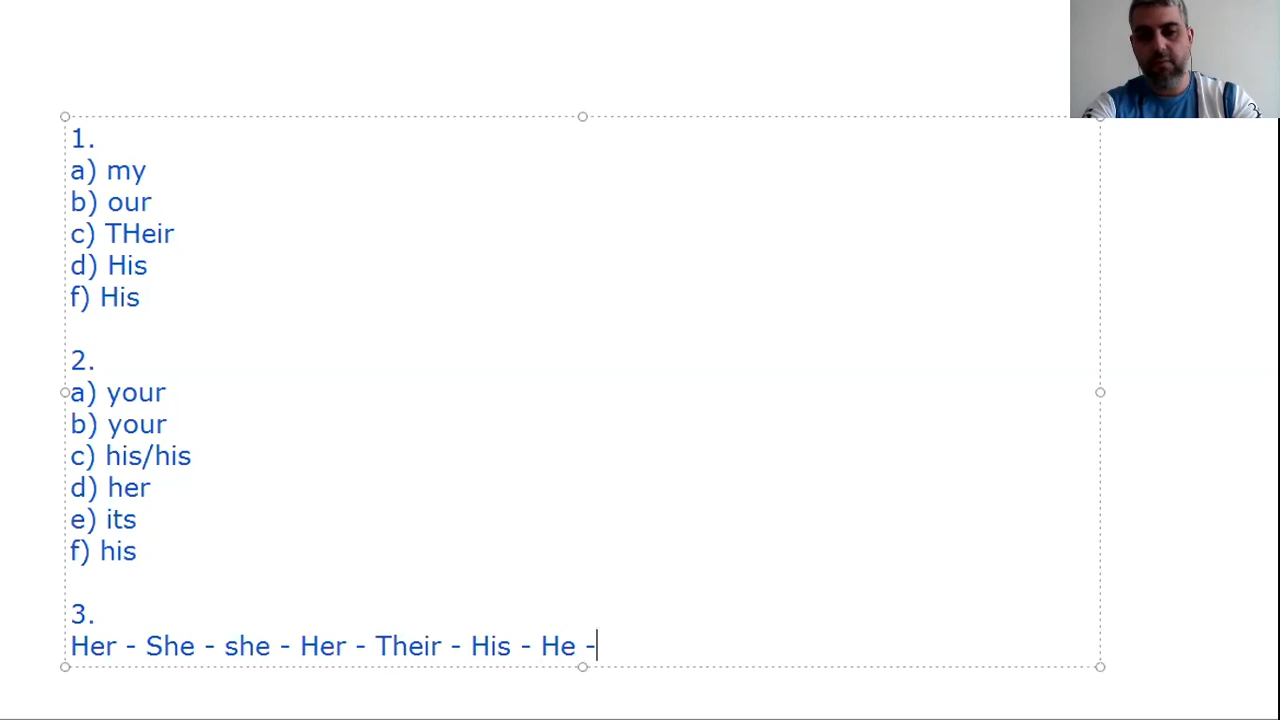 1.
a) my
b) our
c) THeir
d) His
f) His
2.
a) your
b) your
c) his/his
d) her
e) its
f) his
3.
Her - She - she - Her - Their - His - He -